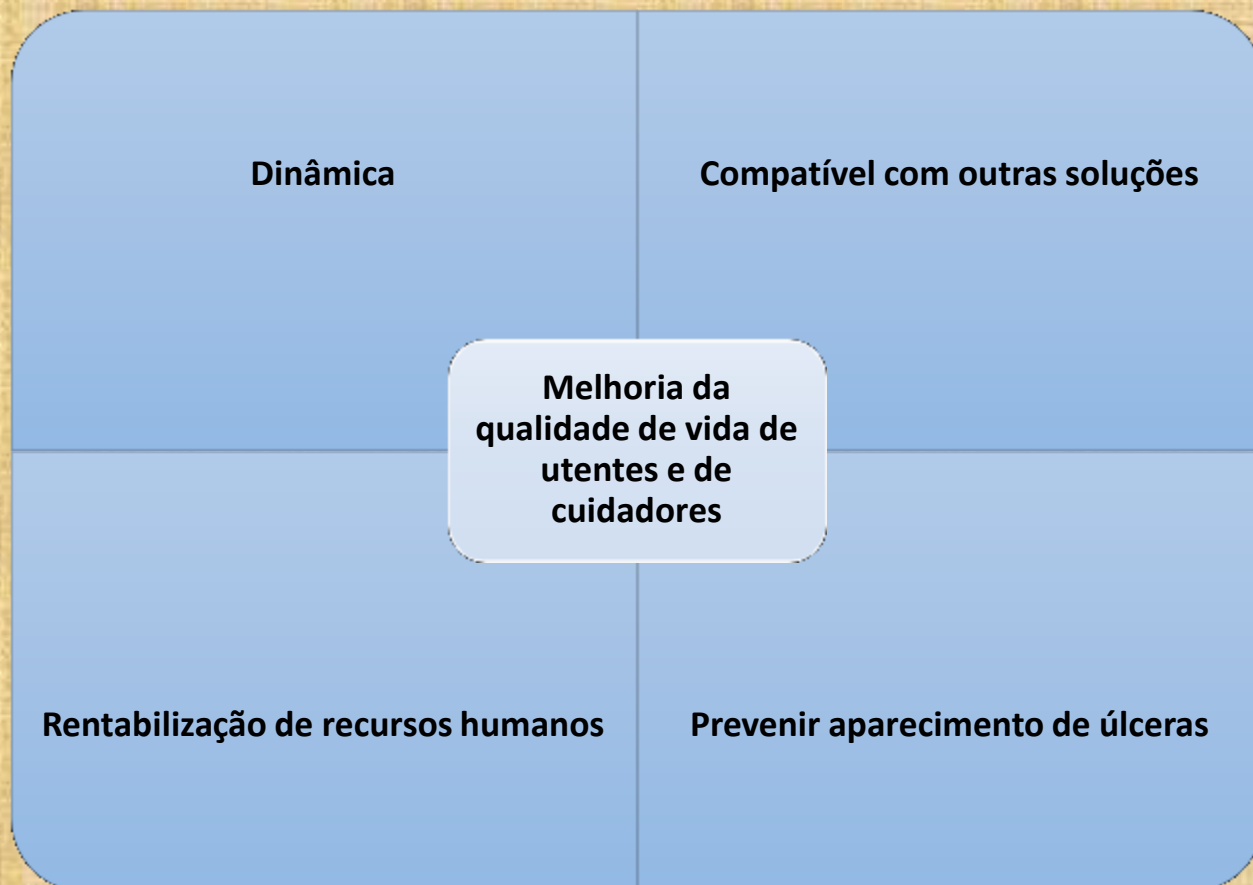 Dinâmica
Compatível com outras soluções
Melhoria da
qualidade de vida de
utentes e de
cuidadores
Rentabilização de recursos humanos
Prevenir aparecimento de úlceras